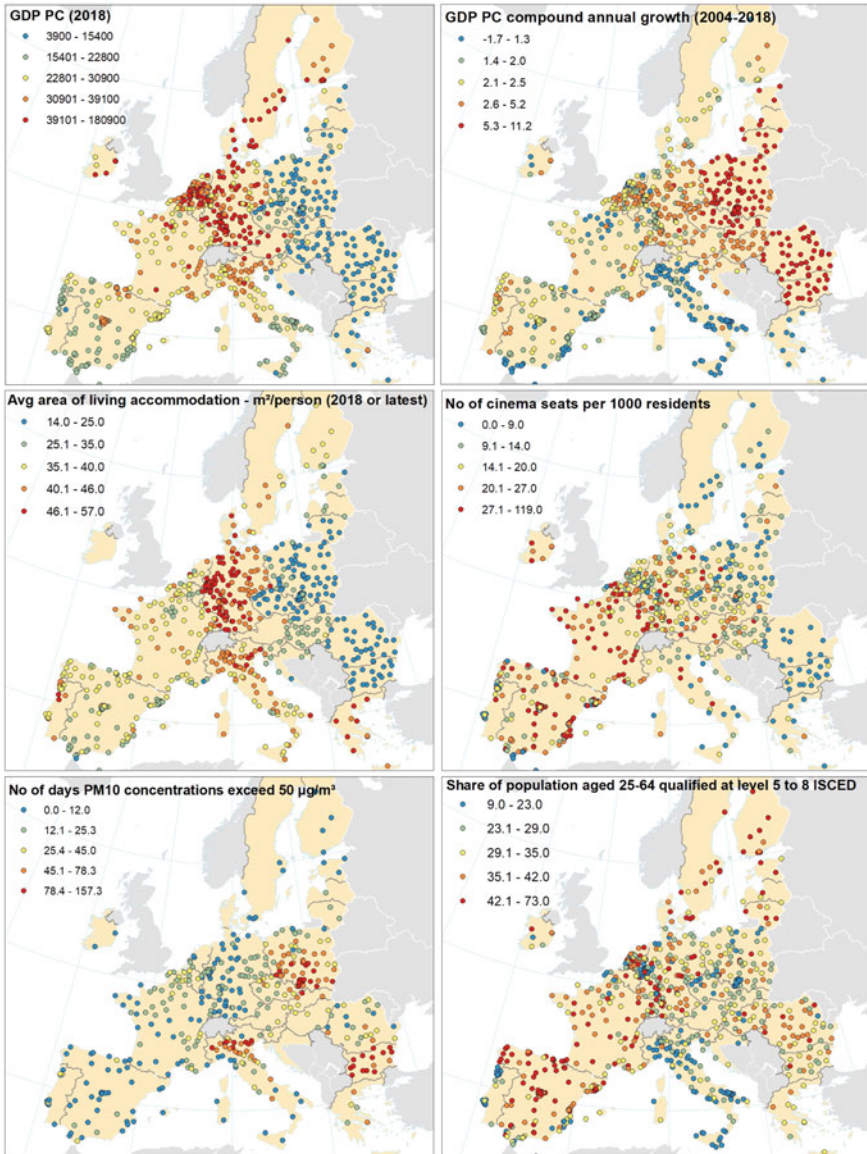 GDP PC (2018)
3900 - 15400
15401 - 22800
22801 - 30900
30901 - 39100
39101 - 180900
GDP PC compound annual growth (2004-2018)
-1.7 - 1.3
1.4 - 2.0
2.1 - 2.5
2.6 - 5.2
5.3 - 11.2
Avg area of living accommodation - m²/person (2018 or latest)
14.0 - 25.0
25.1 - 35.0
35.1 - 40.0
40.1 - 46.0
46.1 - 57.0
No of cinema seats per 1000 residents
0.0 - 9.0
9.1 - 14.0
14.1 - 20.0
20.1 - 27.0
27.1 - 119.0
No of days PM10 concentrations exceed 50 µg/m³
0.0 - 12.0
12.1 - 25.3
25.4 - 45.0
45.1 - 78.3
78.4 - 157.3
Share of population aged 25-64 qualified at level 5 to 8 ISCED
9.0 - 23.0
23.1 - 29.0
29.1 - 35.0
35.1 - 42.0
42.1 - 73.0